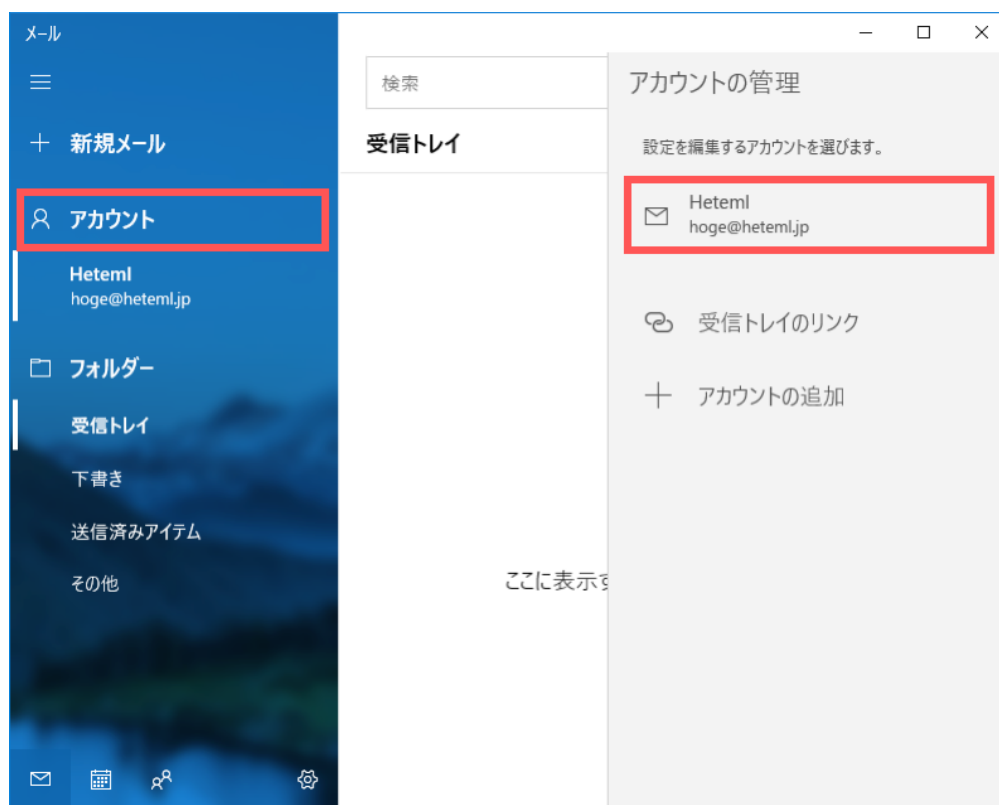 メール
新規メール
アカウント
Heteml
hoge@heteml.jp
フォルダー
受信トレイ
下書き
送信済みアイテム
その他
検索
受信トレイ
ここに表示す
アカウントの管理
設定を編集するアカウントを選びます。
Heteml
hoge@heteml.jp
受信トレイのリンク
アカウントの追加